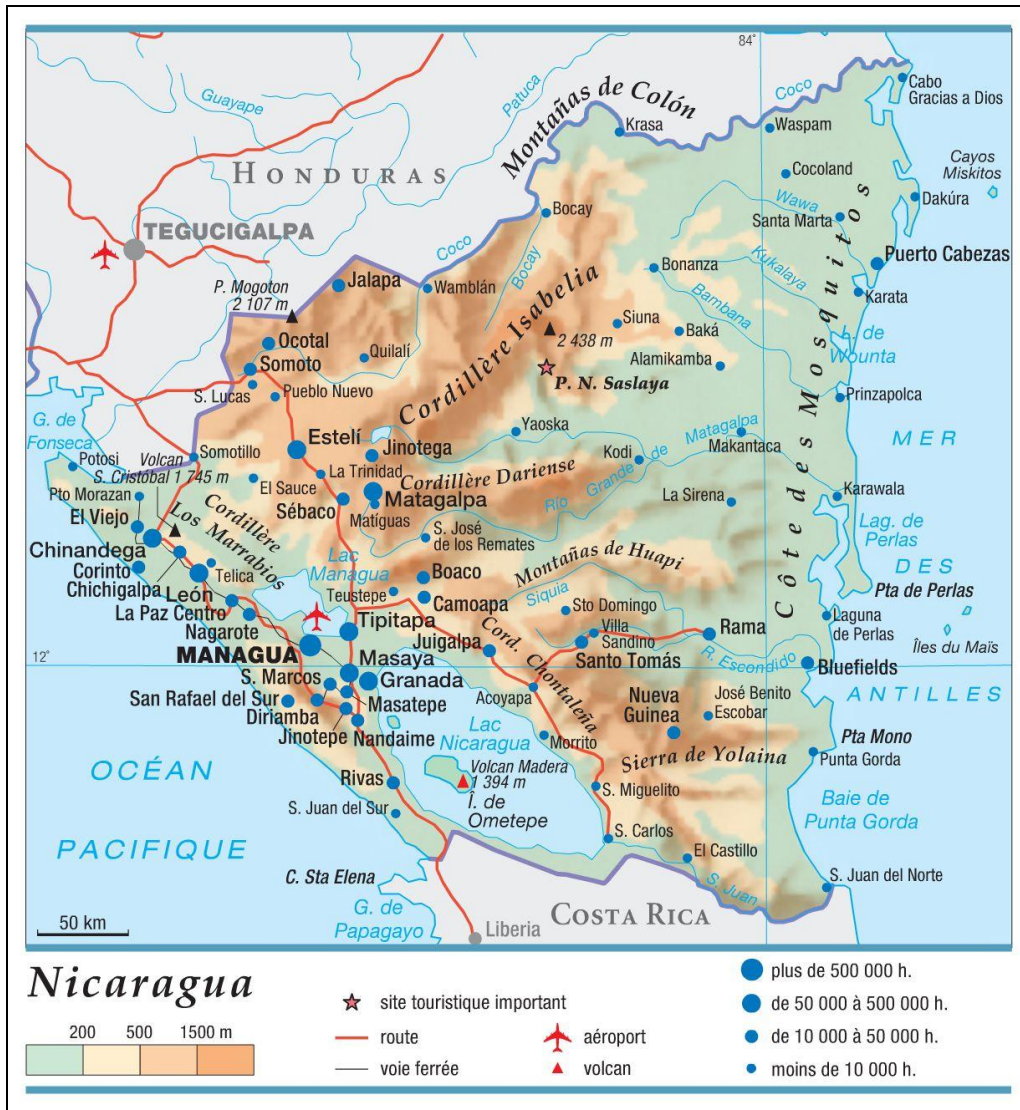 84°
Coco
Cabo
Gracias a Dios
Guayape
Patuca
Montañas de Colón
Krasa
Waspam
HONDURAS
Cocoland
Cayos
Miskitos
Wawa
Dakúra
Bocay
Santa Marta
TEGUCIGALPA
Puerto Cabezas
Kukalaya
Coco
Bocay
Bonanza
P. Mogoton
2 107 m
Jalapa
Wamblán
Bambana
Karata
Cordillère Isabelia
Siuna
Baká
L. de
Wounta
Ocotal
2 438 m
Quilalí
Alamikamba
Somoto
P. N. Saslaya
S. Lucas
Pueblo Nuevo
Prinzapolca
Côte des Mosquitos
G. de
Fonseca
Estelí
Yaoska
Matagalpa
Makantaca
MER
Jinotega
Kodi
Potosi
Volcan
S. Cristóbal 1 745 m
Somotillo
La Trinidad
Cordillère Dariense
Río Grande de
El Sauce
Pto Morazan
Matagalpa
La Sirena
Karawala
Sébaco
Matíguas
El Viejo
Cordillère
Los Marrabios
Lag. de
Perlas
S. José
de los Remates
Chinandega
Lac
Managua
Montañas de Huapi
DES
Corinto
Telica
Boaco
Chichigalpa
León
Teustepe
Siquia
Pta de Perlas
La Paz Centro
Camoapa
Sto Domingo
Laguna
de Perlas
Nagarote
Tipitapa
Villa
Sandino
Rama
Juigalpa
Cord. Chontaleña
Îles du Maïs
MANAGUA
Santo Tomás
R. Escondido
12°
Masaya
Bluefields
S. Marcos
Granada
Acoyapa
ANTILLES
San Rafael del Sur
Masatepe
Nueva
Guinea
José Benito
Escobar
Diriamba
Jinotepe
Nandaime
Lac
Nicaragua
Morrito
Pta Mono
Sierra de Yolaina
Punta Gorda
OCÉAN
PACIFIQUE
Rivas
Volcan Madera
1 394 m
Î. de
Ometepe
S. Miguelito
S. Juan del Sur
Baie de
Punta Gorda
S. Carlos
El Castillo
C. Sta Elena
S. Juan
S. Juan del Norte
G. de
Papagayo
COSTA RICA
50 km
Liberia
Nicaragua
200 500 1500 m
site touristique important
route
voie ferrée
aéroport
volcan
plus de 500 000 h.
de 50 000 à 500 000 h.
de 10 000 à 50 000 h.
moins de 10 000 h.